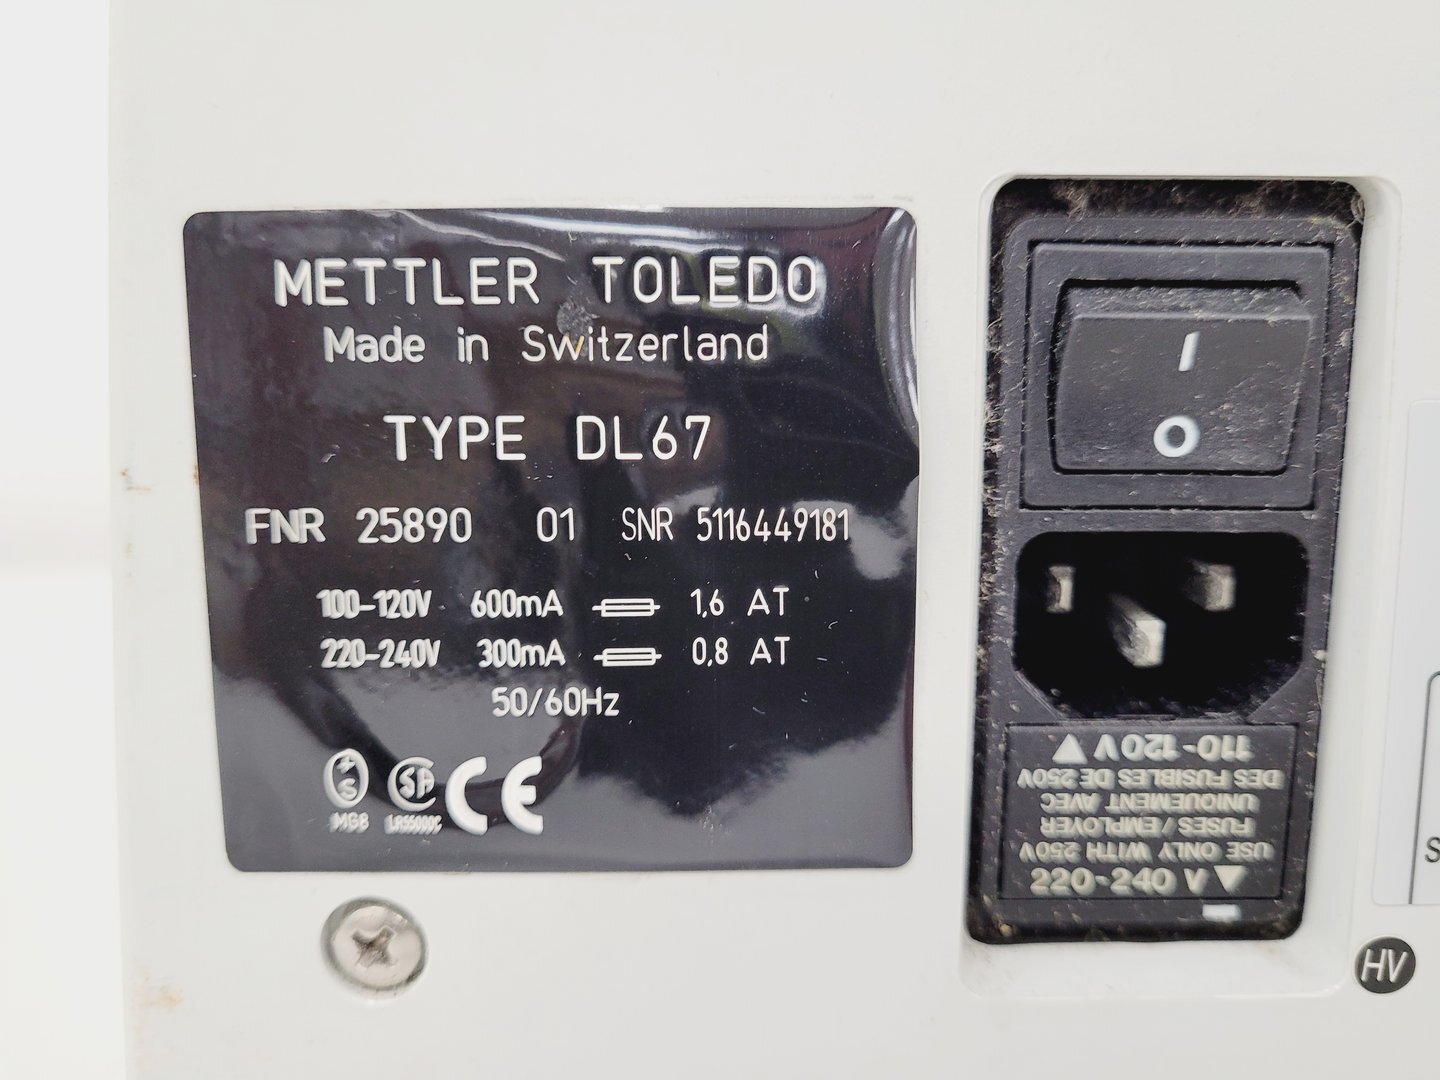 METTLER TOLEDO
Made in Switzerland
TYPE DL67
FNR 25890 01 SNR 5116449181
100-120V 600mA 1,6 AT
220-240V 300mA 0,8 AT
50/60Hz
+S
MG8
CSA
CE
I
O
110-120V
DES FUSIBLES DE 250V
UNIQUEMENT AVEC
FUSES/EMPLOYER
USE ONLY WITH 250V
220-240 V
S
HV